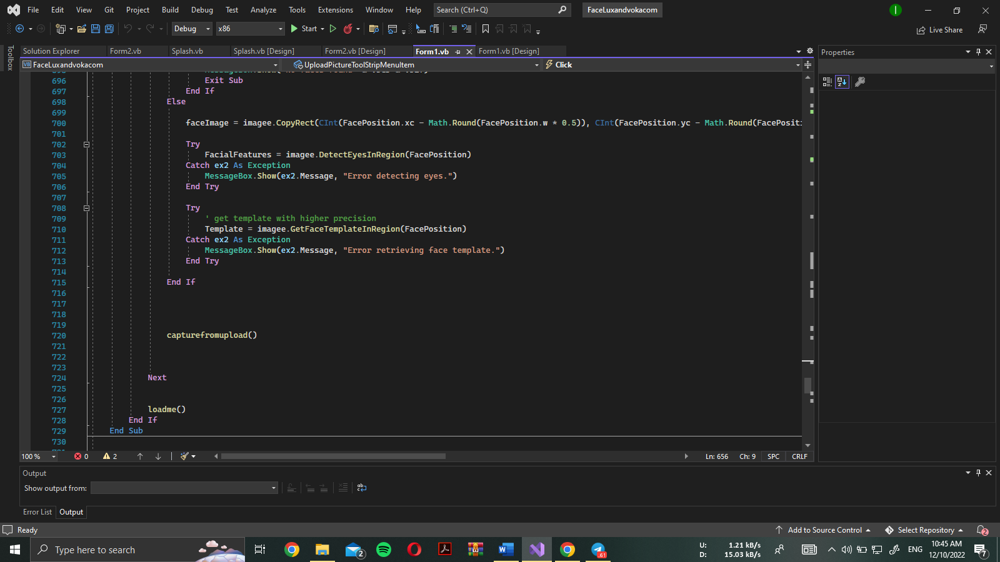 File Edit View Git Project Build Debug Test Analyze Tools Extensions Window Help Search (Ctrl+Q) FaceLuxandvokacom
Debug x86 Start Live Share
Toolbox
Solution Explorer Form2.vb Splash.vb Splash.vb [Design] Form2.vb [Design] Form1.vb Form1.vb [Design]
Properties
VB FaceLuxandvokacom UploadPictureToolStripMenuItem Click
696 Exit Sub
697 End If
698 Else
699
700 faceImage = imagee.CopyRect(CInt(FacePosition.xc - Math.Round(FacePosition.w * 0.5)), CInt(FacePosition.yc - Math.Round(FacePositi
701
702 Try
703 FacialFeatures = imagee.DetectEyesInRegion(FacePosition)
704 Catch ex2 As Exception
705 MessageBox.Show(ex2.Message, "Error detecting eyes.")
706 End Try
707
708 Try
709 ' get template with higher precision
710 Template = imagee.GetFaceTemplateInRegion(FacePosition)
711 Catch ex2 As Exception
712 MessageBox.Show(ex2.Message, "Error retrieving face template.")
713 End Try
714
715 End If
716
717
718
719
720 capturefromupload()
721
722
723
724 Next
725
726
727 loadme()
728 End If
729 End Sub
730
100 % 0 2 Ln: 656 Ch: 9 SPC CRLF
Output
Show output from:
Error List Output
Ready Add to Source Control Select Repository 2
Type here to search 2 .61 U: 1.21 kB/s D: 15.03 kB/s ENG 10:45 AM 12/10/2022 7